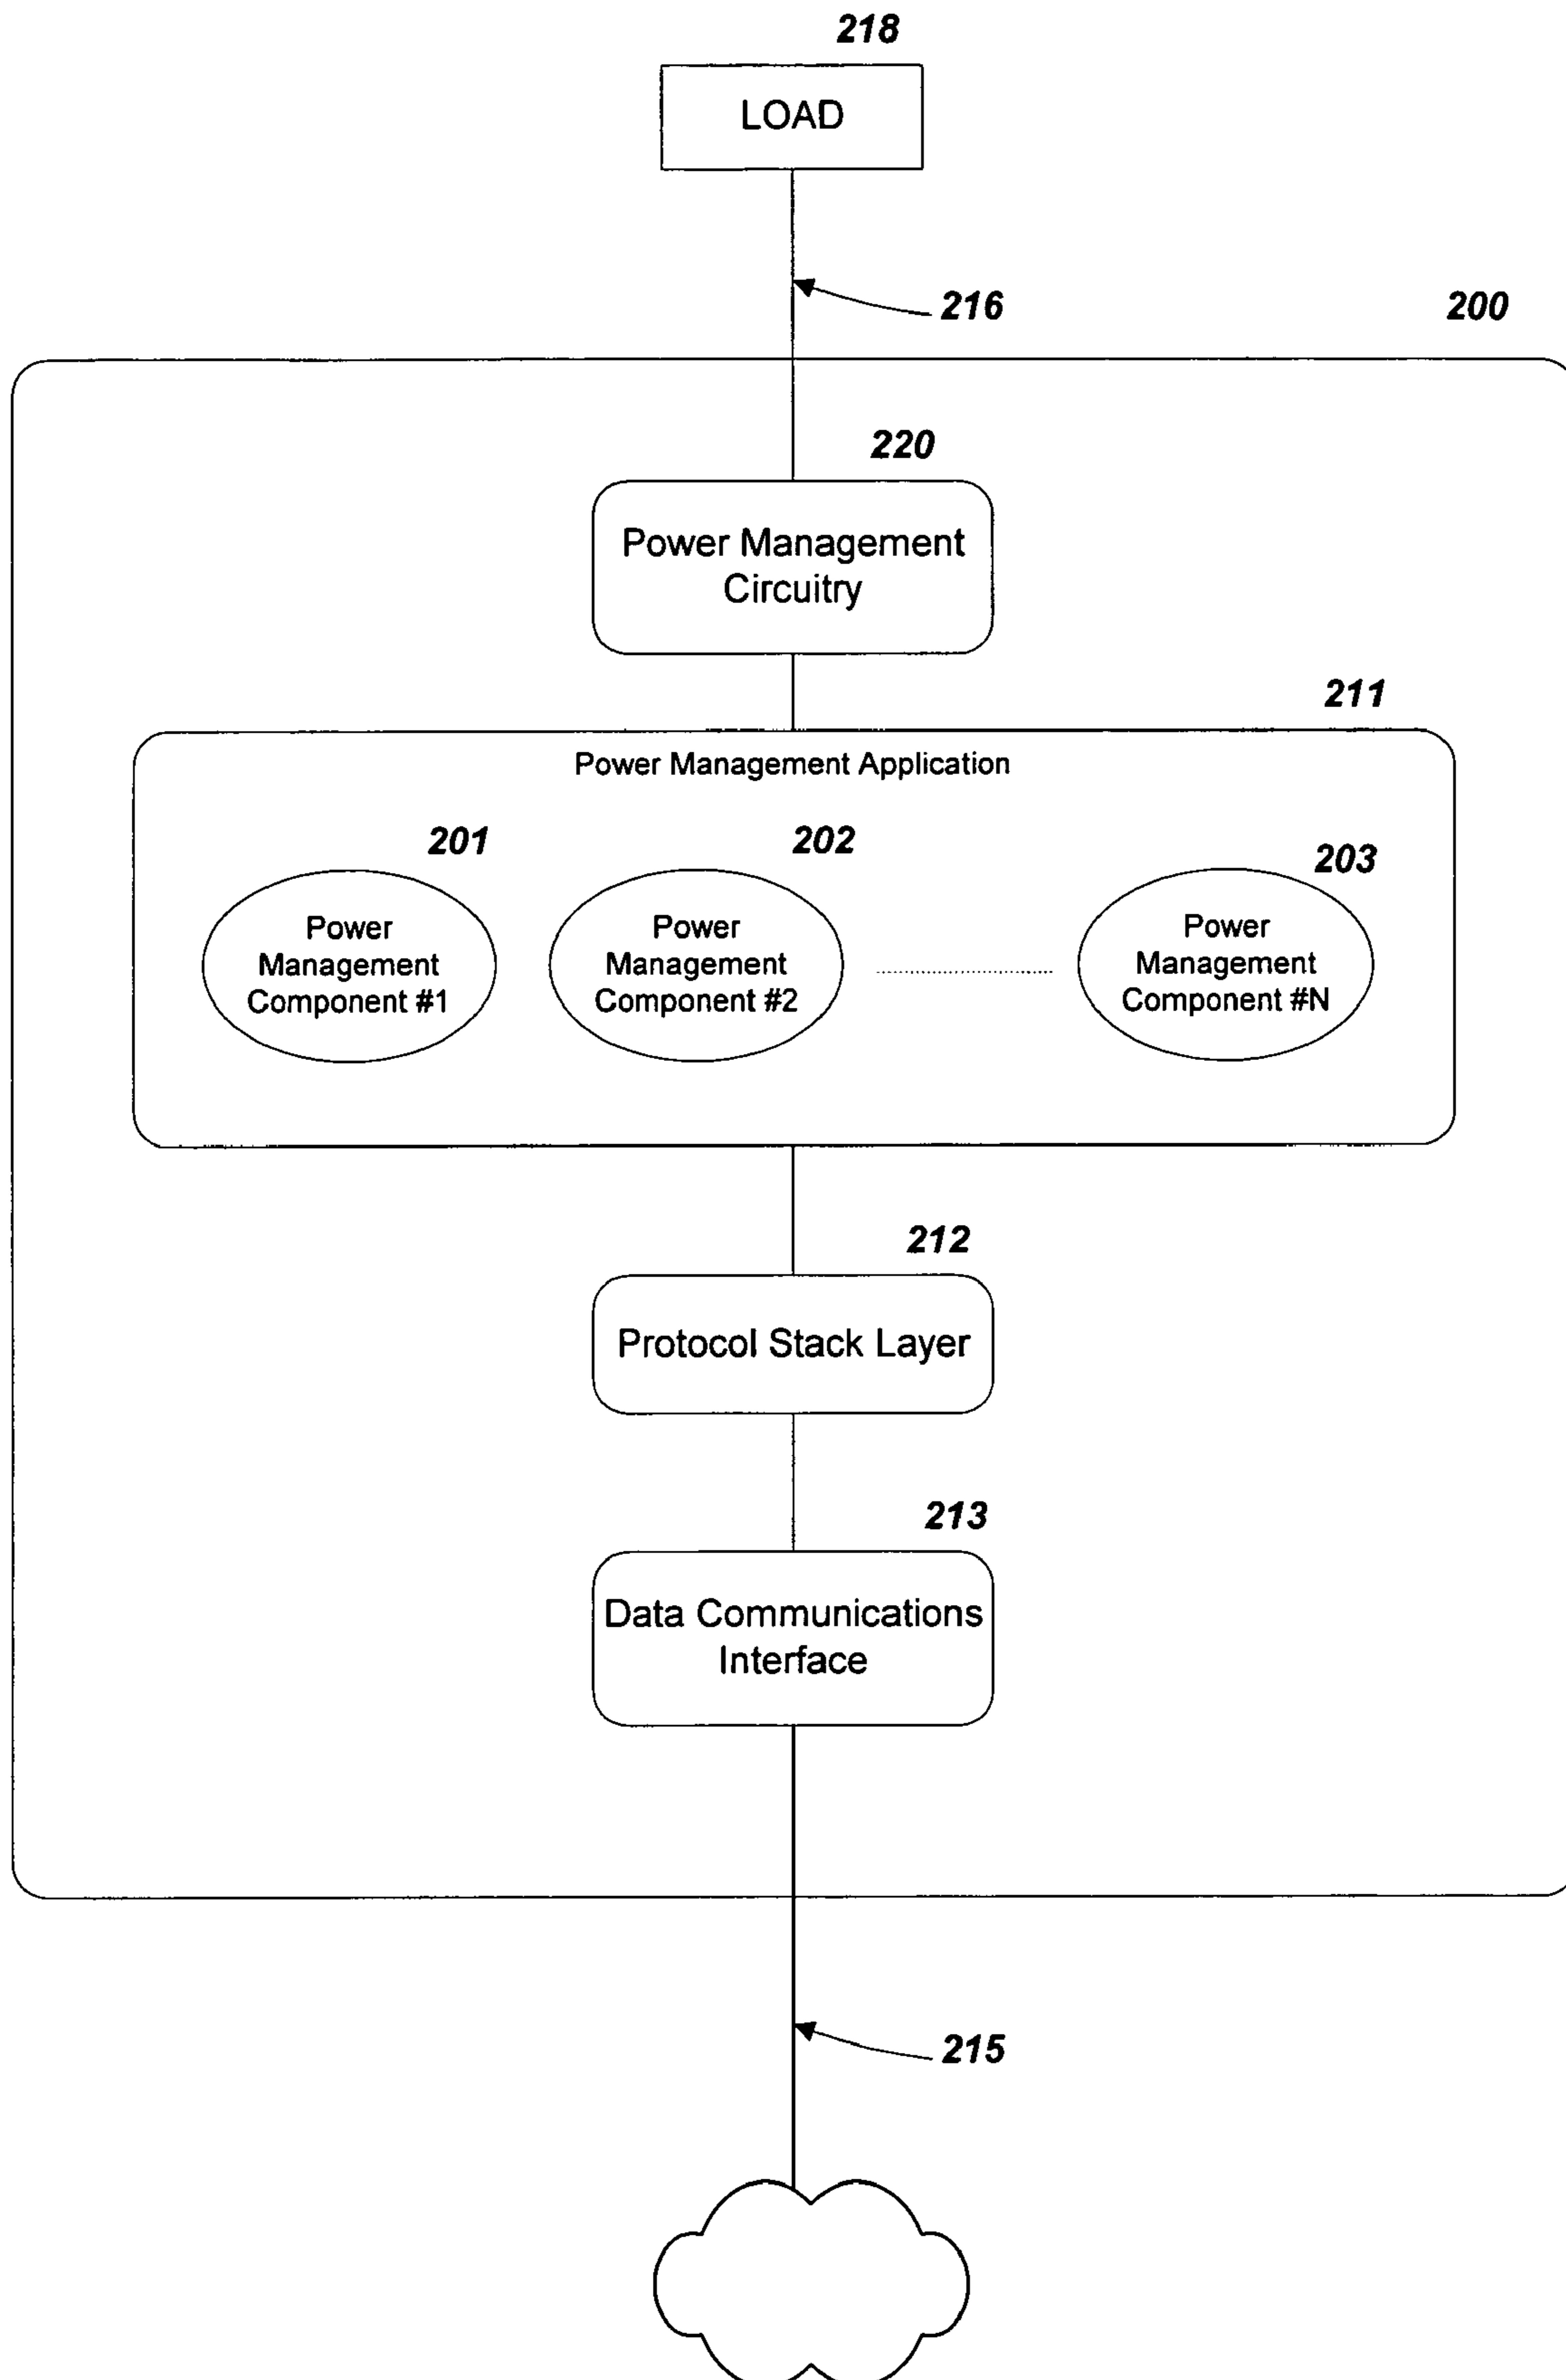 218
LOAD
216
200
220
Power Management
Circuitry
211
Power Management Application
201
202
203
Power
Management
Component #1
Power
Management
Component #2
Power
Management
Component #N
212
Protocol Stack Layer
213
Data Communications
Interface
215